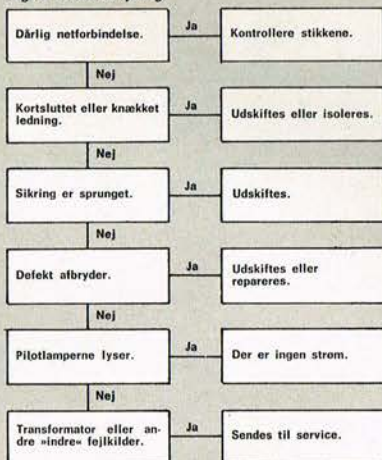 Dårlig netforbindelse.
Ja
Kontrollere stikkene.
Nej
Kortsluttet eller knækket
ledning.
Ja
Udskiftes eller isoleres.
Nej
Sikring er sprunget.
Ja
Udskiftes.
Nej
Defekt afbryder.
Ja
Udskiftes eller
repareres.
Nej
Pilotlamperne lyser.
Ja
Der er ingen strøm.
Nej
Transformator eller an-
dre »indre« fejlkilder.
Ja
Sendes til service.